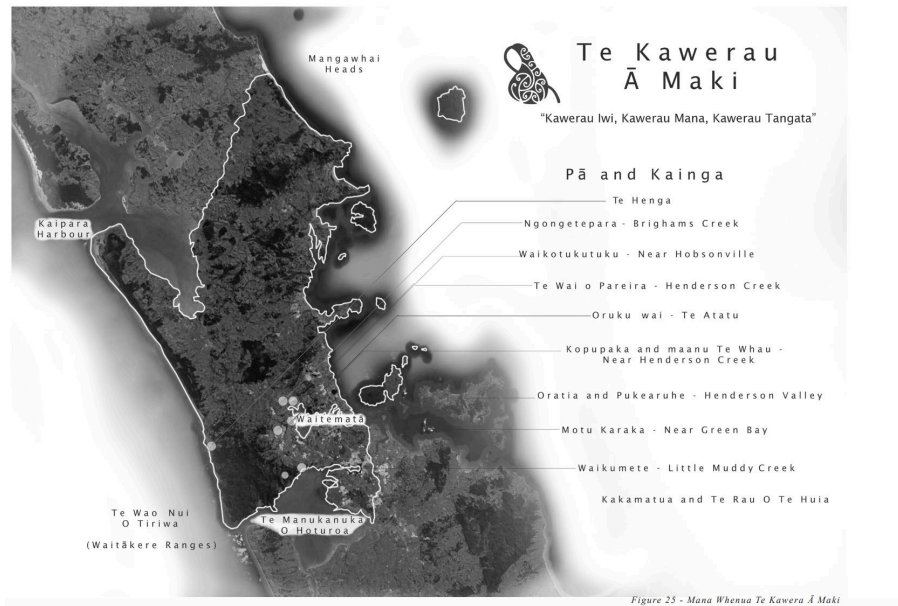 Mangawhai
Heads
Te Kawerau
Ā Maki
“Kawerau Iwi, Kawerau Mana, Kawerau Tangata”
Pā and Kainga
Te Henga
Ngongetepara - Brighams Creek
Kaipara
Harbour
Waikotukutuku - Near Hobsonville
Te Wai o Pareira - Henderson Creek
Oruku wai - Te Atatu
Kopupaka and maanu Te Whau -
Near Henderson Creek
Oratia and Pukearuhe - Henderson Valley
Waitematā
Motu Karaka - Near Green Bay
Waikumete - Little Muddy Creek
Kakamatua and Te Rau O Te Huia
Te Wao Nui
O Tiriwa
(Waitākere Ranges)
Te Manukanuka
O Hoturoa
Figure 25 - Mana Whenua Te Kawera Ā Maki